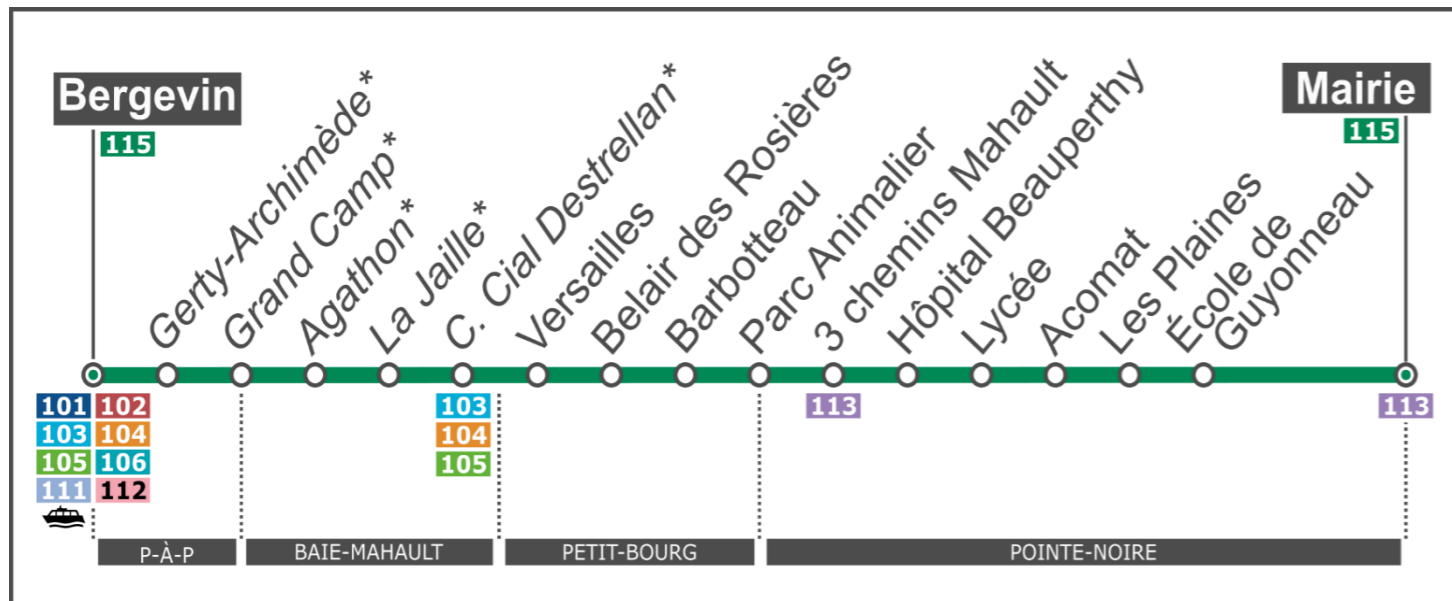 Bergevin
115
Gerty-Archimède*
Grand Camp*
Agathon*
La Jaille*
C. Cial Destrellan*
Versailles
Belair des Rosières
Barbotteau
Parc Animalier
3 chemins Mahault
Hôpital Beauperthy
Lycée
Acomat
Les Plaines
École de
Guyonneau
Mairie
115
101 102
103 104
105 106
111 112
103
104
105
113
113
P-À-P
BAIE-MAHAULT
PETIT-BOURG
POINTE-NOIRE